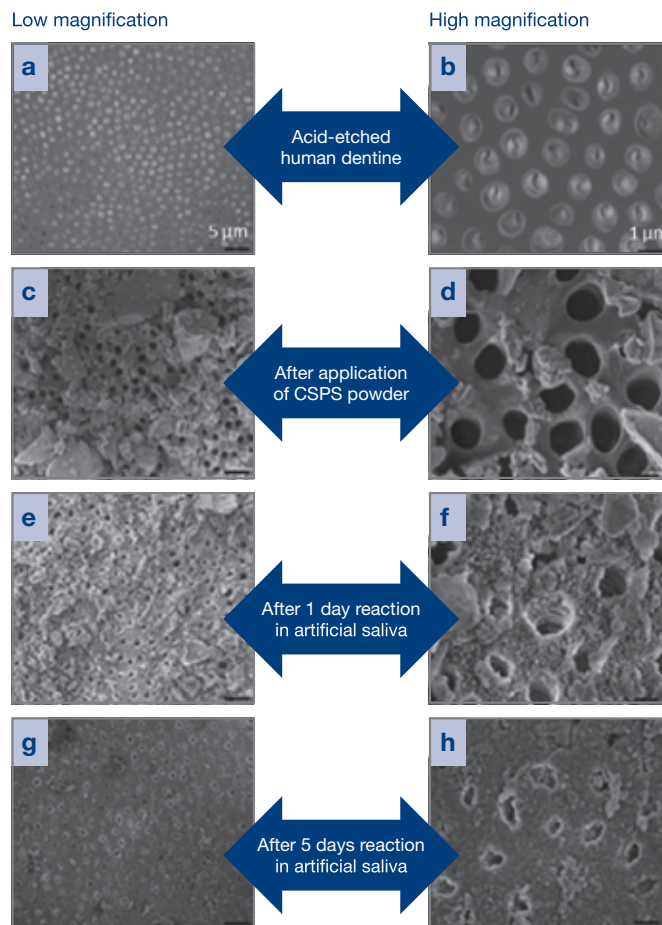 Low magnification
High magnification
a
b
Acid-etched
human dentine
5 μm
1 μm
c
d
After application
of CSPS powder
e
f
After 1 day reaction
in artificial saliva
g
h
After 5 days reaction
in artificial saliva